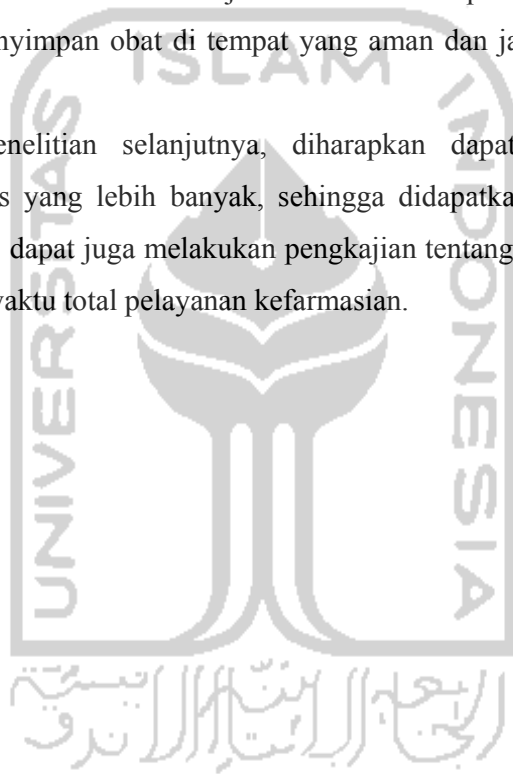 nyimpan obat di tempat yang aman dan ja
enelitian selanjutnya, diharapkan dapat
s yang lebih banyak, sehingga didapatka
dapat juga melakukan pengkajian tentang
waktu total pelayanan kefarmasian.
ISLAM
UNIVERSITAS
INDONESIA